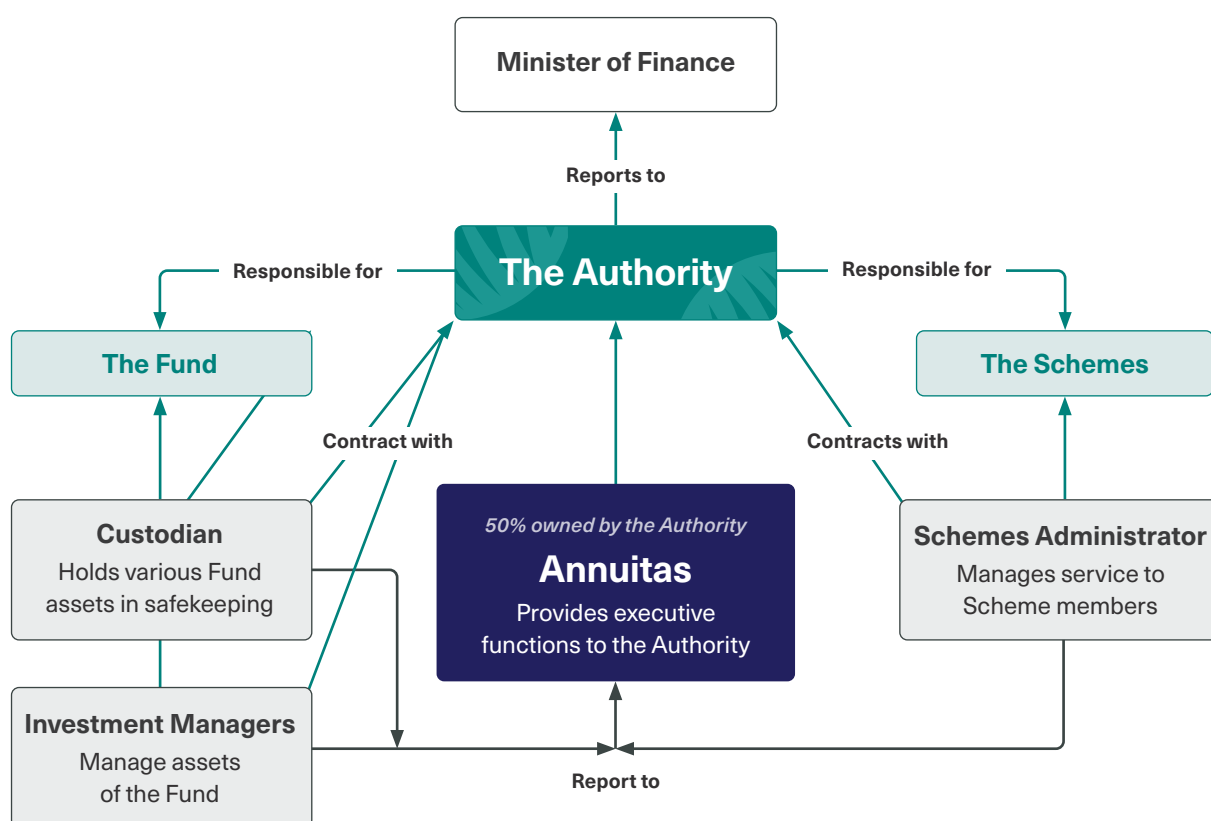 Minister of Finance
Reports to
The Authority
Responsible for
Responsible for
The Fund
The Schemes
Contract with
Contracts with
Custodian
Holds various Fund
assets in safekeeping
50% owned by the Authority
Annuitas
Provides executive
functions to the Authority
Schemes Administrator
Manages service to
Scheme members
Investment Managers
Manage assets
of the Fund
Report to